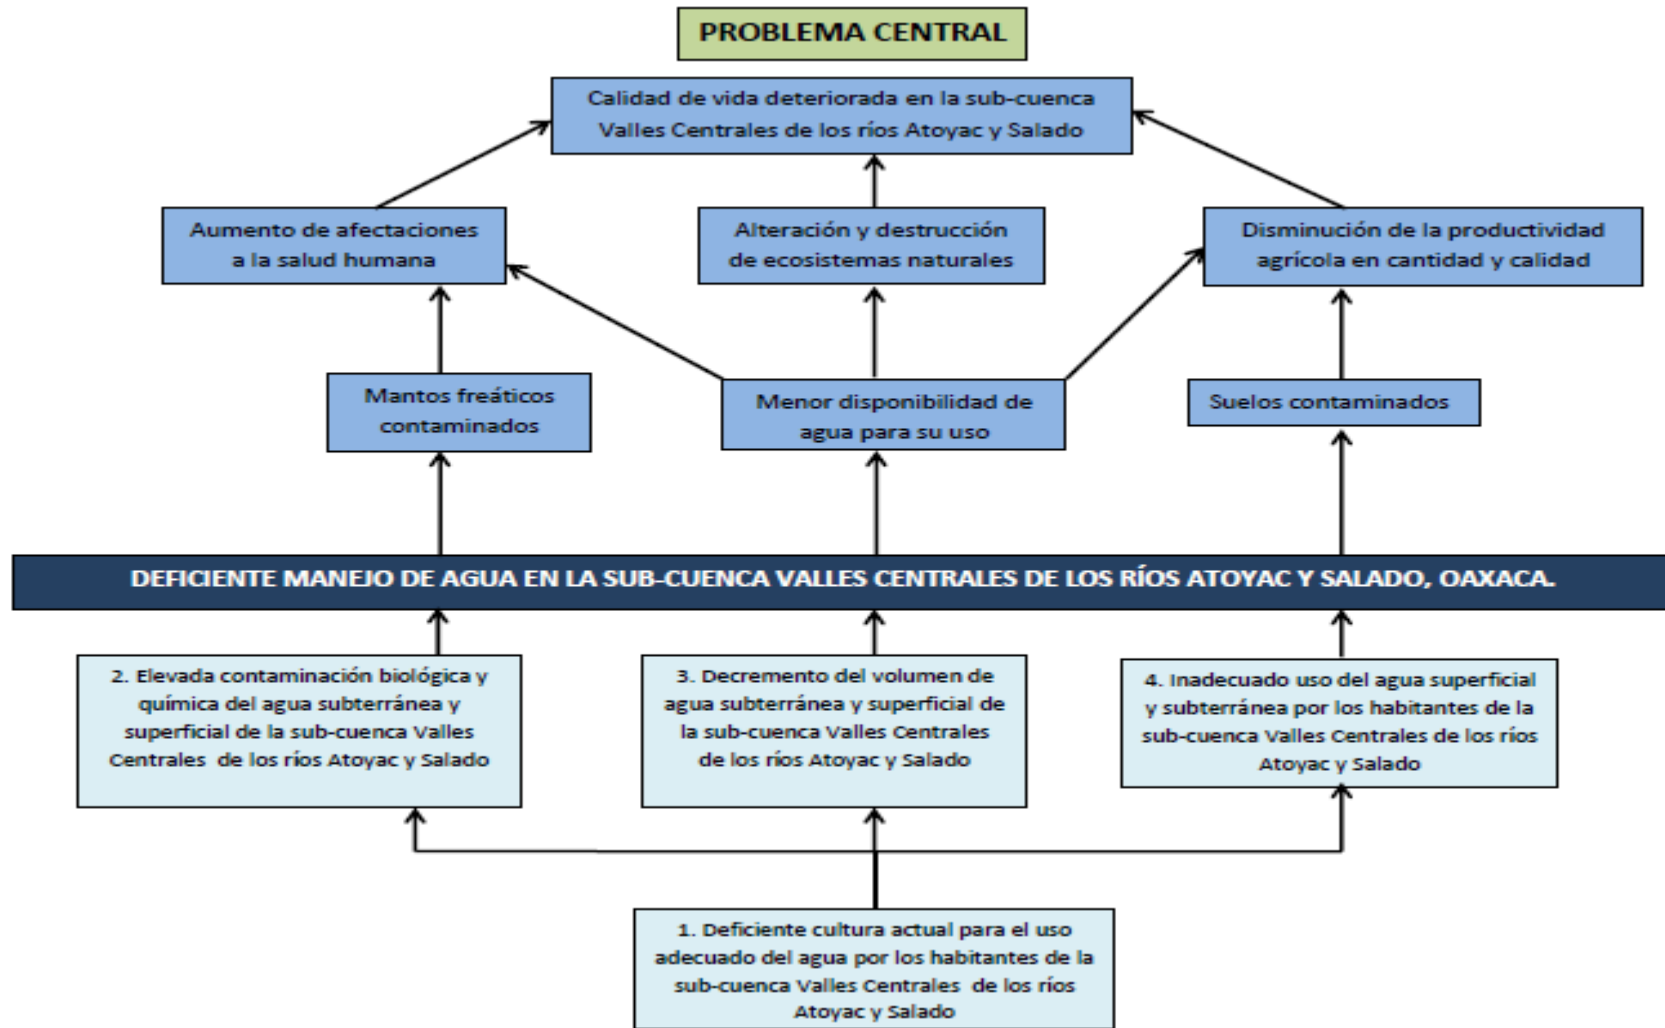 PROBLEMA CENTRAL
Calidad de vida deteriorada en la sub-cuenca
Valles Centrales de los ríos Atoyac y Salado
Aumento de afectaciones
a la salud humana
Alteración y destrucción
de ecosistemas naturales
Disminución de la productividad
agrícola en cantidad y calidad
Mantos freáticos
contaminados
Menor disponibilidad de
agua para su uso
Suelos contaminados
DEFICIENTE MANEJO DE AGUA EN LA SUB-CUENCA VALLES CENTRALES DE LOS RÍOS ATOYAC Y SALADO, OAXACA.
2. Elevada contaminación biológica y
química del agua subterránea y
superficial de la sub-cuenca Valles
Centrales de los ríos Atoyac y Salado
3. Decremento del volumen de
agua subterránea y superficial de
la sub-cuenca Valles Centrales
de los ríos Atoyac y Salado
4. Inadecuado uso del agua superficial
y subterránea por los habitantes de la
sub-cuenca Valles Centrales de los ríos
Atoyac y Salado
1. Deficiente cultura actual para el uso
adecuado del agua por los habitantes de la
sub-cuenca Valles Centrales de los ríos
Atoyac y Salado